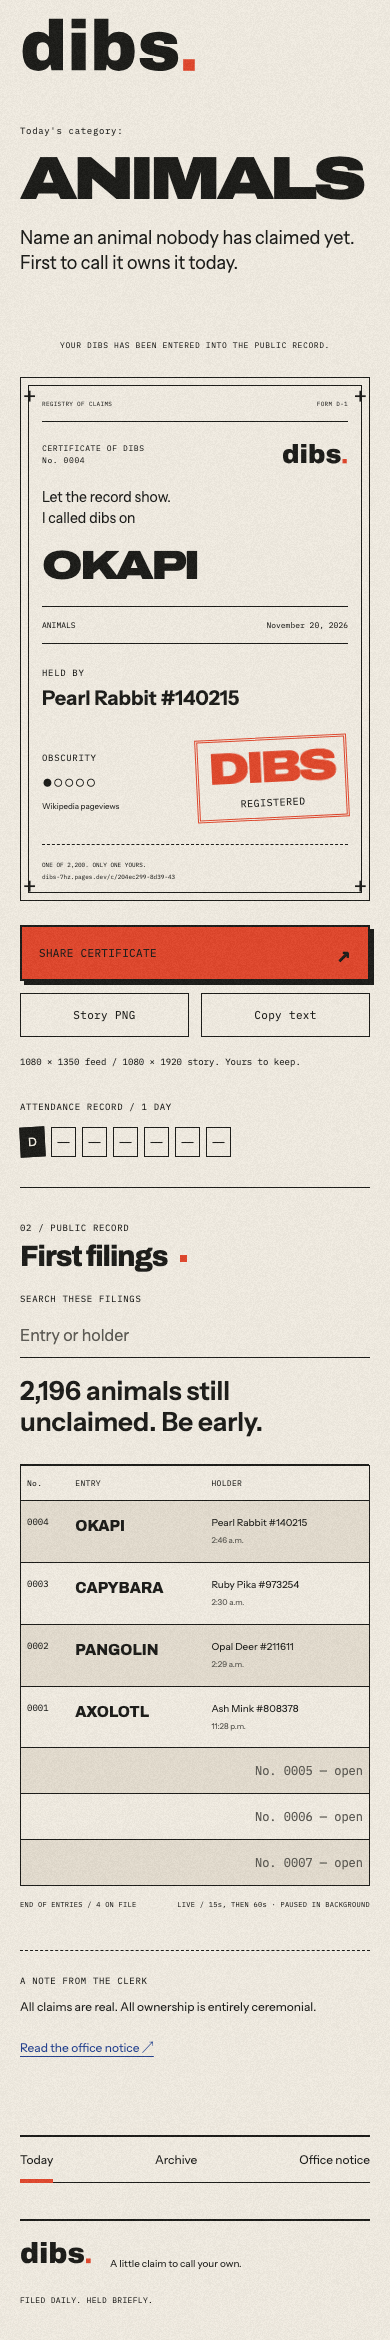 dibs.
Today's category:
ANIMALS
Name an animal nobody has claimed yet.
First to call it owns it today.
YOUR DIBS HAS BEEN ENTERED INTO THE PUBLIC RECORD.
REGISTRY OF CLAIMS FORM D-1
CERTIFICATE OF DIBS
No. 0004
dibs.
Let the record show.
I called dibs on
OKAPI
ANIMALS November 20, 2026
HELD BY
Pearl Rabbit #140215
OBSCURITY
Wikipedia pageviews
DIBS
REGISTERED
ONE OF 2,200. ONLY ONE YOURS.
dibs-7hz.pages.dev/c/204ec299-8d39-43
SHARE CERTIFICATE ↗
Story PNG Copy text
1080 × 1350 feed / 1080 × 1920 story. Yours to keep.
ATTENDANCE RECORD / 1 DAY
D — — — — — —
02 / PUBLIC RECORD
First filings
SEARCH THESE FILINGS
Entry or holder
2,196 animals still
unclaimed. Be early.
No. ENTRY HOLDER
0004 OKAPI Pearl Rabbit #140215
2:46 a.m.
0003 CAPYBARA Ruby Pika #973254
2:30 a.m.
0002 PANGOLIN Opal Deer #211611
2:29 a.m.
0001 AXOLOTL Ash Mink #808378
11:28 p.m.
No. 0005 — open
No. 0006 — open
No. 0007 — open
END OF ENTRIES / 4 ON FILE LIVE / 15s, THEN 60s · PAUSED IN BACKGROUND
A NOTE FROM THE CLERK
All claims are real. All ownership is entirely ceremonial.
Read the office notice ↗
Today Archive Office notice
dibs. A little claim to call your own.
FILED DAILY. HELD BRIEFLY.